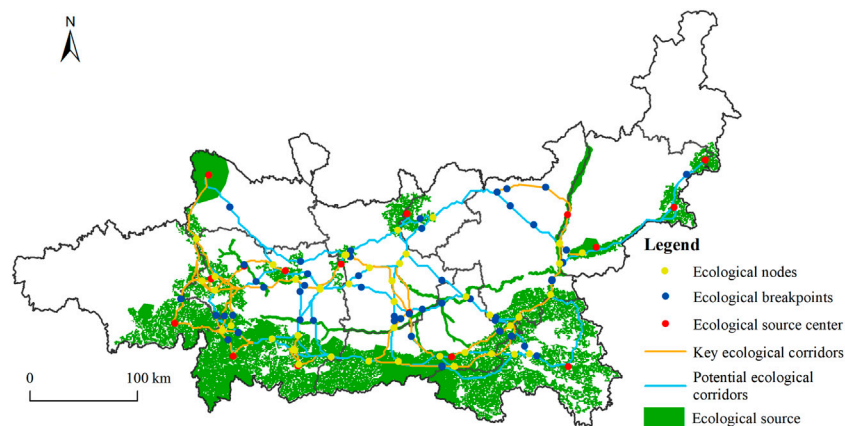 N
Legend
Ecological nodes
Ecological breakpoints
Ecological source center
Key ecological corridors
Potential ecological
corridors
Ecological source
0 100 km